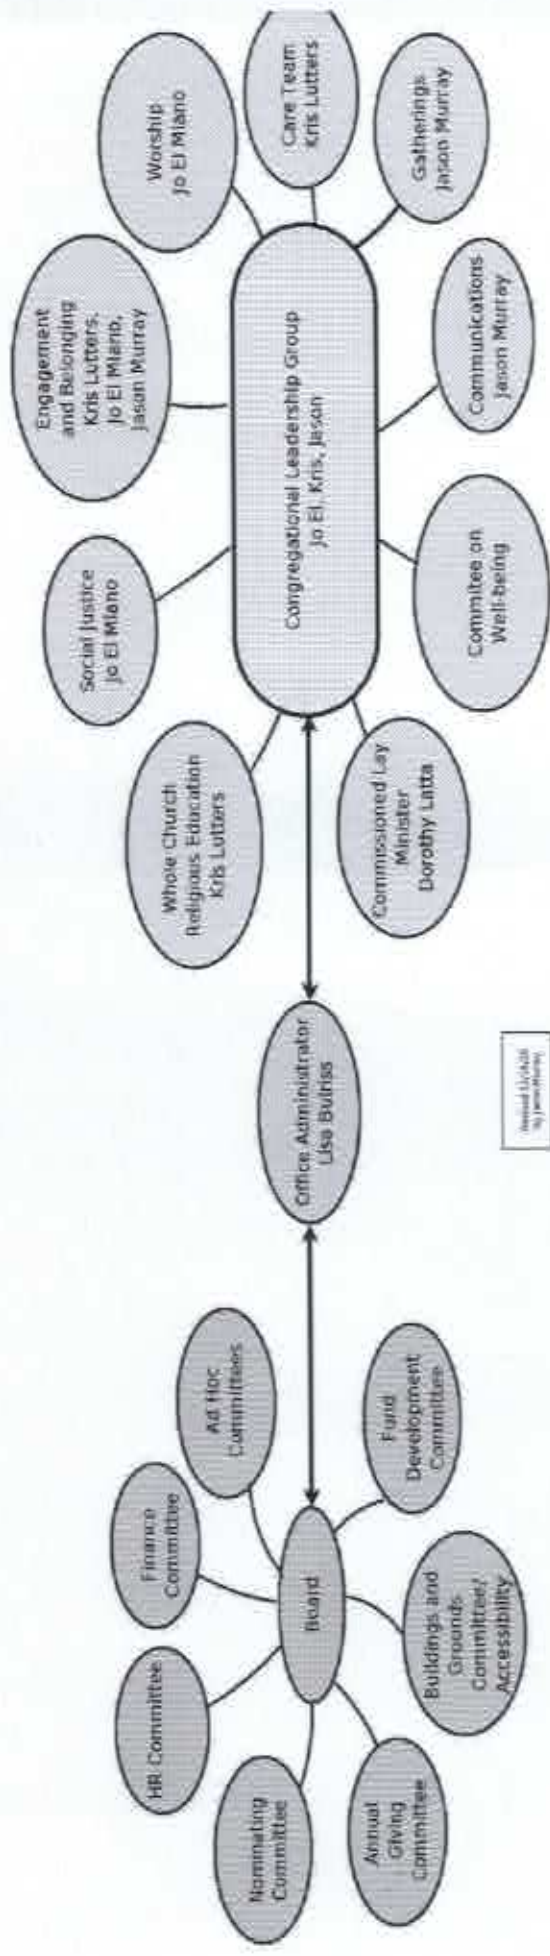 HR Committee
Finance
Committee
Ad Hoc
Committees
Nominating
Committee
Board
Annual
Giving
Committee
Buildings and
Grounds
Committee/
Accessibility
Fund
Development
Committee
Office Administrator
Whole Church
Religious Education
Kris Lutters
Social Justice
Jo El Miano
Engagement
and Belonging
Kris Lutters,
Jo El Miano,
Jason Murray
Worship
Jo El Miano
Care Team
Kris Lutters
Gatherings
Jason Murray
Congregational Leadership Group
Jo El, Kris, Jason
Commissioned Lay
Minister
Dorothy Latta
Commitee on
Well-being
Communications
Jason Murray
Lisa